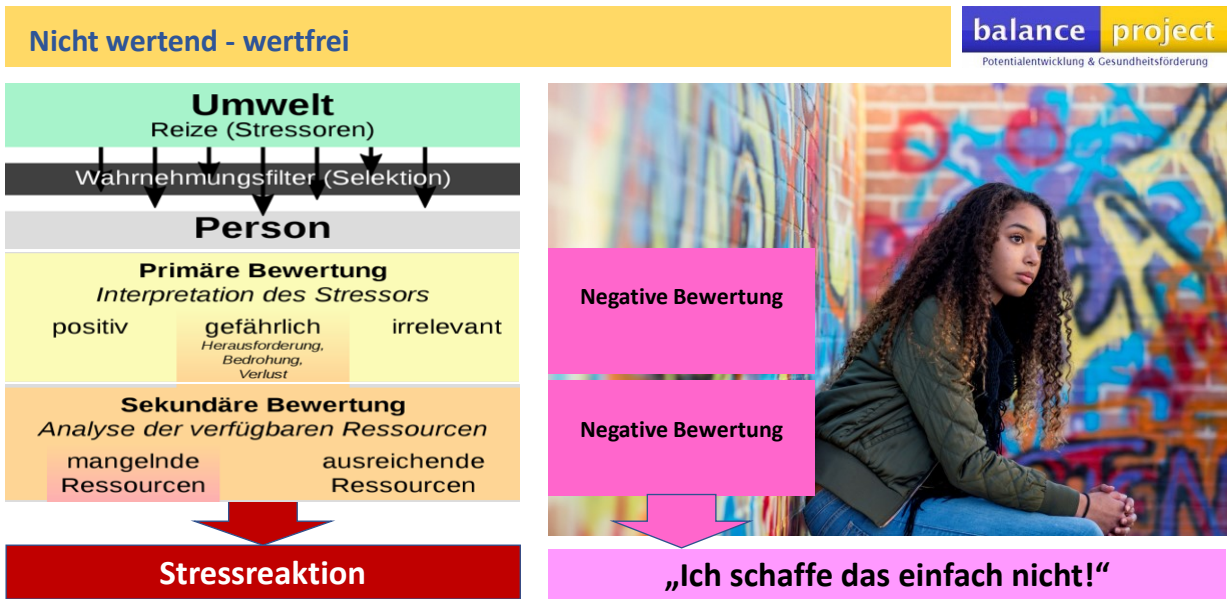 Nicht wertend - wertfrei
balance project
Potentialentwicklung & Gesundheitsförderung
Umwelt
Reize (Stressoren)
Wahrnehmungsfilter (Selektion)
Person
Primäre Bewertung
Interpretation des Stressors
positiv gefährlich irrelevant
Herausforderung,
Bedrohung,
Verlust
Sekundäre Bewertung
Analyse der verfügbaren Ressourcen
mangelnde ausreichende
Ressourcen Ressourcen
Stressreaktion
Negative Bewertung
Negative Bewertung
„Ich schaffe das einfach nicht!“